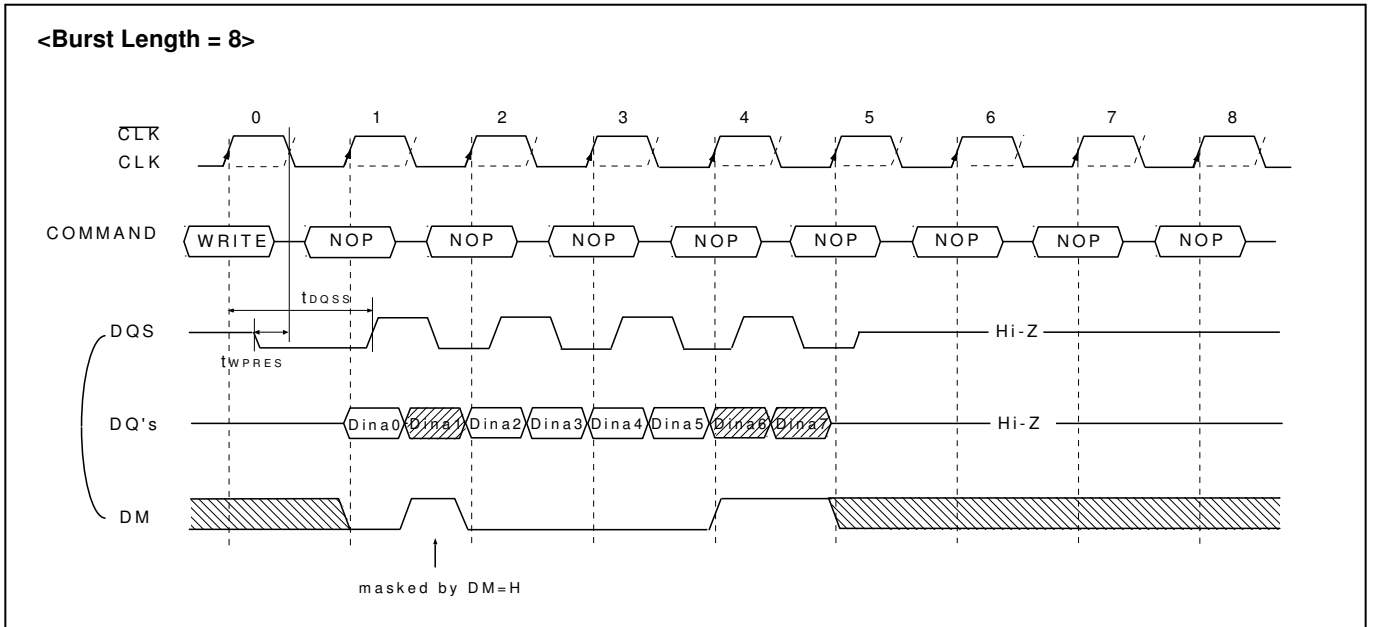 <Burst Length = 8>
0 1 2 3 4 5 6 7 8
CLK
CLK
COMMAND WRITE NOP NOP NOP NOP NOP NOP NOP NOP
tDQSS
DQS Hi-Z
tWPRES
DQ's Dina0 Dina1 Dina2 Dina3 Dina4 Dina5 Dina6 Dina7 Hi-Z
DM
masked by DM=H